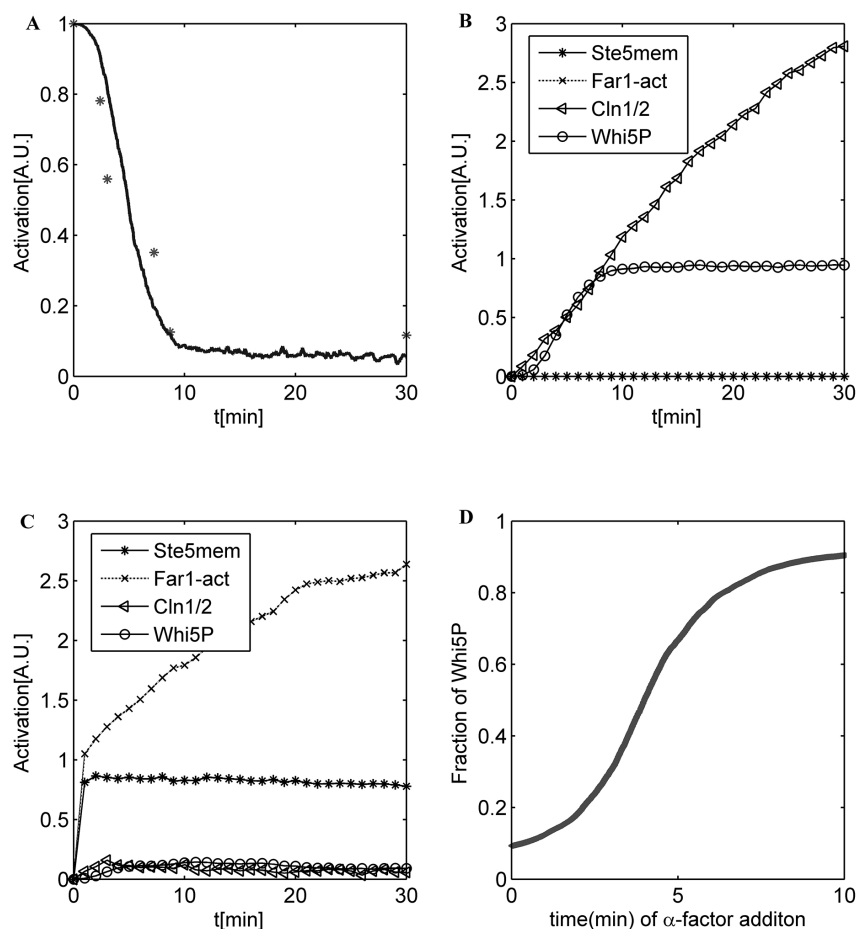 A
1
0.8
0.6
0.4
0.2
0
0 10 20 30
Activation[A.U.]
t[min]
B
3
2.5
2
1.5
1
0.5
0
0 10 20 30
Activation[A.U.]
t[min]
Ste5mem
Far1-act
Cln1/2
Whi5P
C
3
2.5
2
1.5
1
0.5
0
0 10 20 30
Activation[A.U.]
t[min]
Ste5mem
Far1-act
Cln1/2
Whi5P
D
1
0.8
0.6
0.4
0.2
0
0 5 10
Fraction of Whi5P
time(min) of α-factor additon